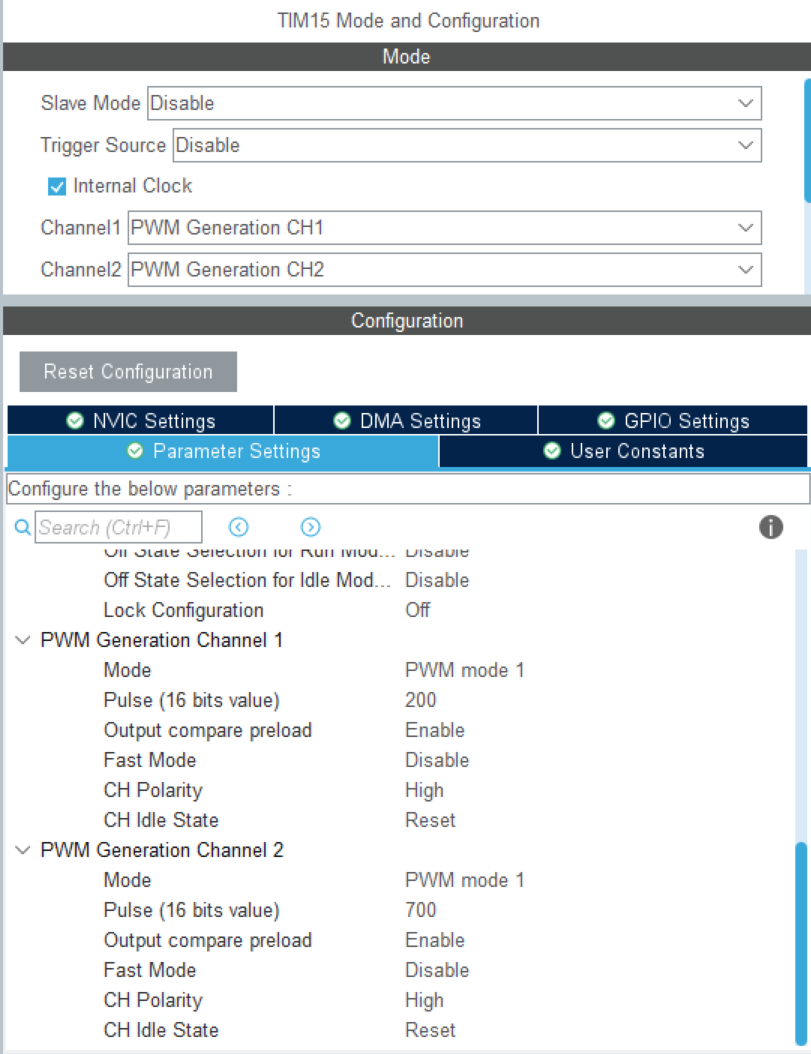 TIM15 Mode and Configuration
Mode
Slave Mode Disable
Trigger Source Disable
Internal Clock
Channel1 PWM Generation CH1
Channel2 PWM Generation CH2
Configuration
Reset Configuration
NVIC Settings DMA Settings GPIO Settings
Parameter Settings User Constants
Configure the below parameters :
Search (Ctrl+F)
Off State Selection for Run Mod... Disable
Off State Selection for Idle Mod... Disable
Lock Configuration Off
PWM Generation Channel 1
Mode PWM mode 1
Pulse (16 bits value) 200
Output compare preload Enable
Fast Mode Disable
CH Polarity High
CH Idle State Reset
PWM Generation Channel 2
Mode PWM mode 1
Pulse (16 bits value) 700
Output compare preload Enable
Fast Mode Disable
CH Polarity High
CH Idle State Reset